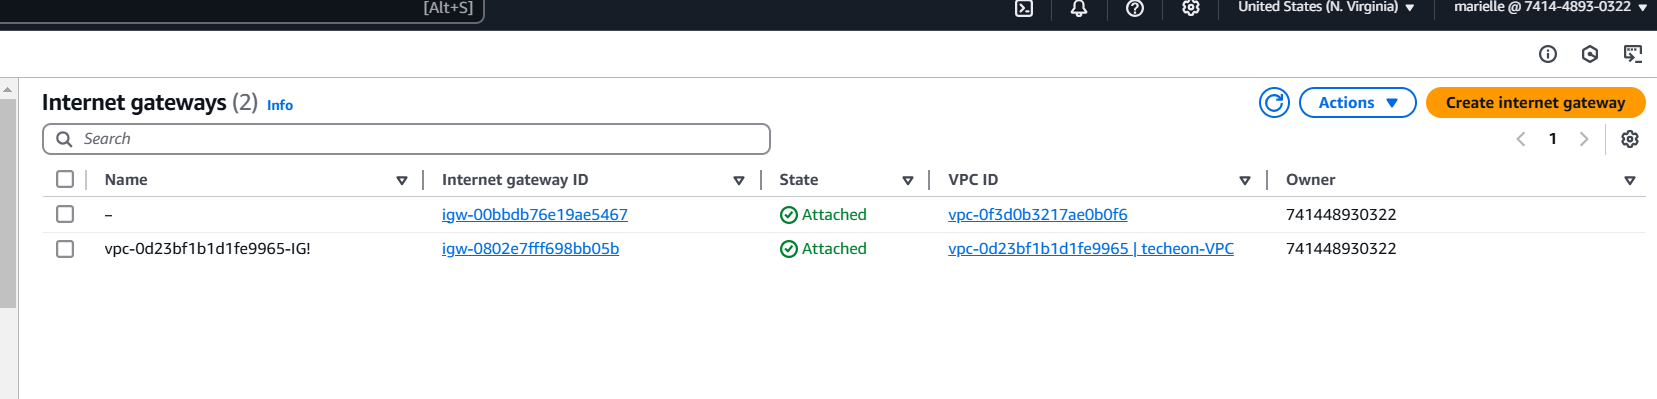 [Alt+S] United States (N. Virginia) marielle @ 7414-4893-0322
Internet gateways (2) Info Actions Create internet gateway
Search 1
Name Internet gateway ID State VPC ID Owner
– igw-00bbdb76e19ae5467 Attached vpc-0f3d0b3217ae0b0f6 741448930322
vpc-0d23bf1b1d1fe9965-IG! igw-0802e7fff698bb05b Attached vpc-0d23bf1b1d1fe9965 | techeon-VPC 741448930322